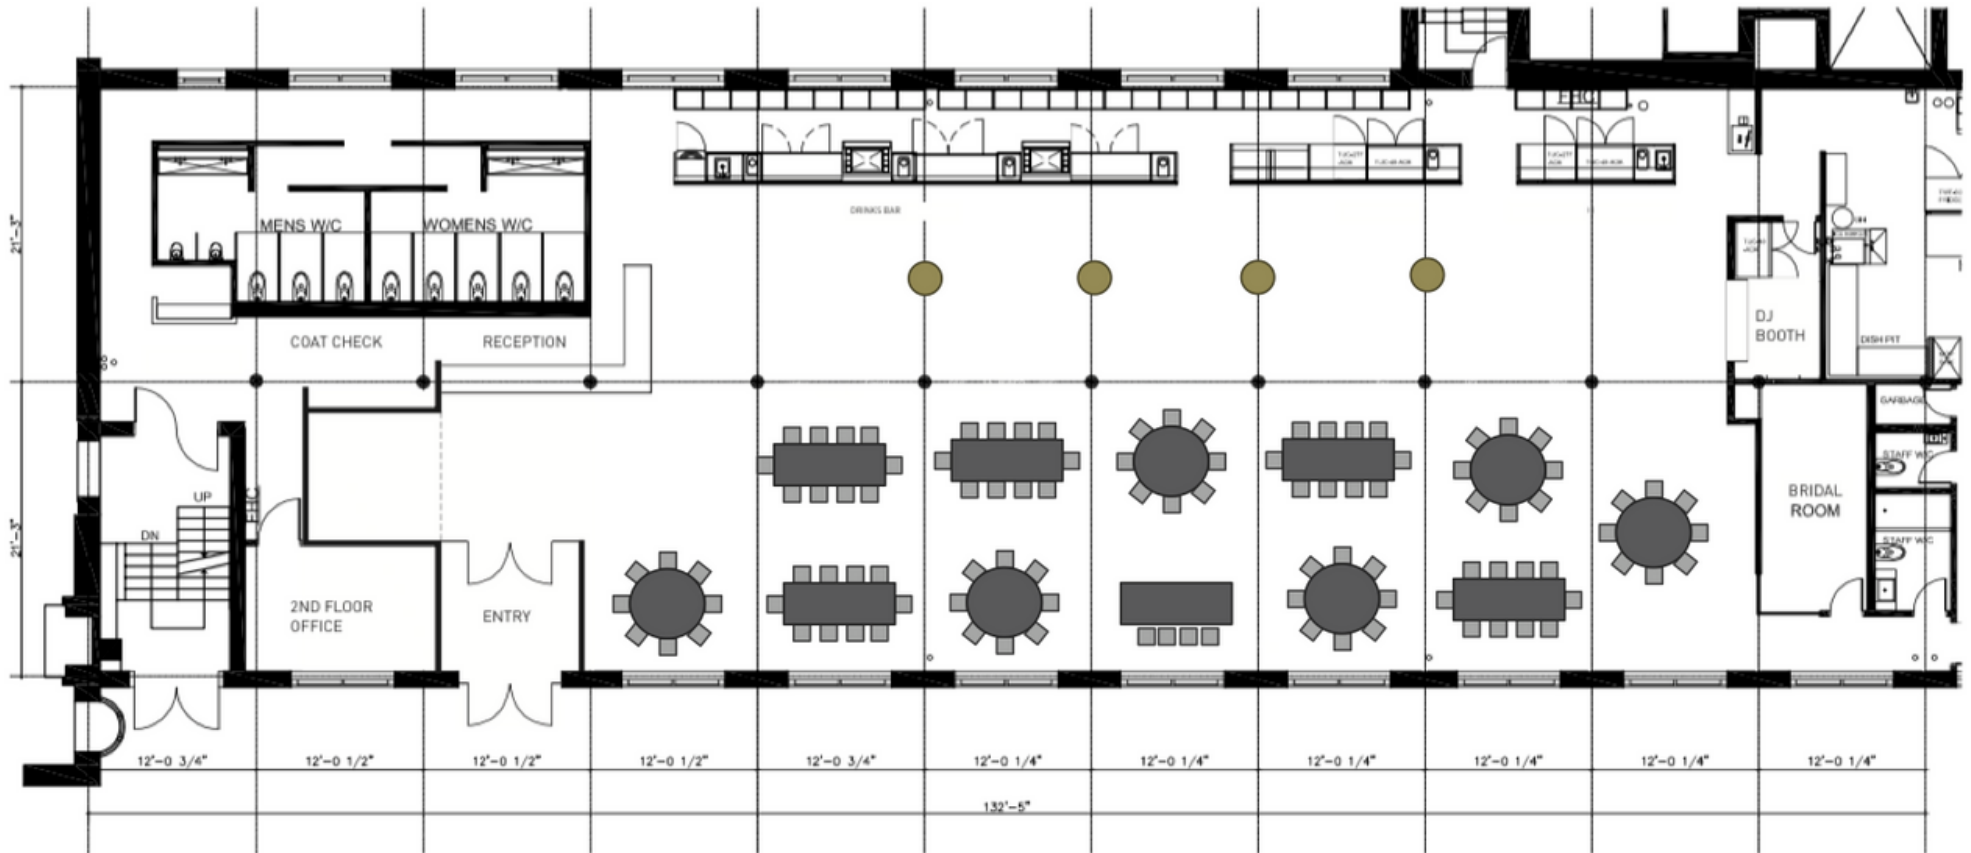 FHC
MENS W/C
WOMENS W/C
DRINKS BAR
21'-3"
COAT CHECK
RECEPTION
DJ
BOOTH
DISH PIT
GARBAGE
STAFF W/C
UP
FHC
DN
BRIDAL
ROOM
21'-3"
STAFF W/C
2ND FLOOR
OFFICE
ENTRY
12'-0 3/4"
12'-0 1/2"
12'-0 1/2"
12'-0 1/2"
12'-0 3/4"
12'-0 1/4"
12'-0 1/4"
12'-0 1/4"
12'-0 1/4"
12'-0 1/4"
12'-0 1/4"
132'-5"